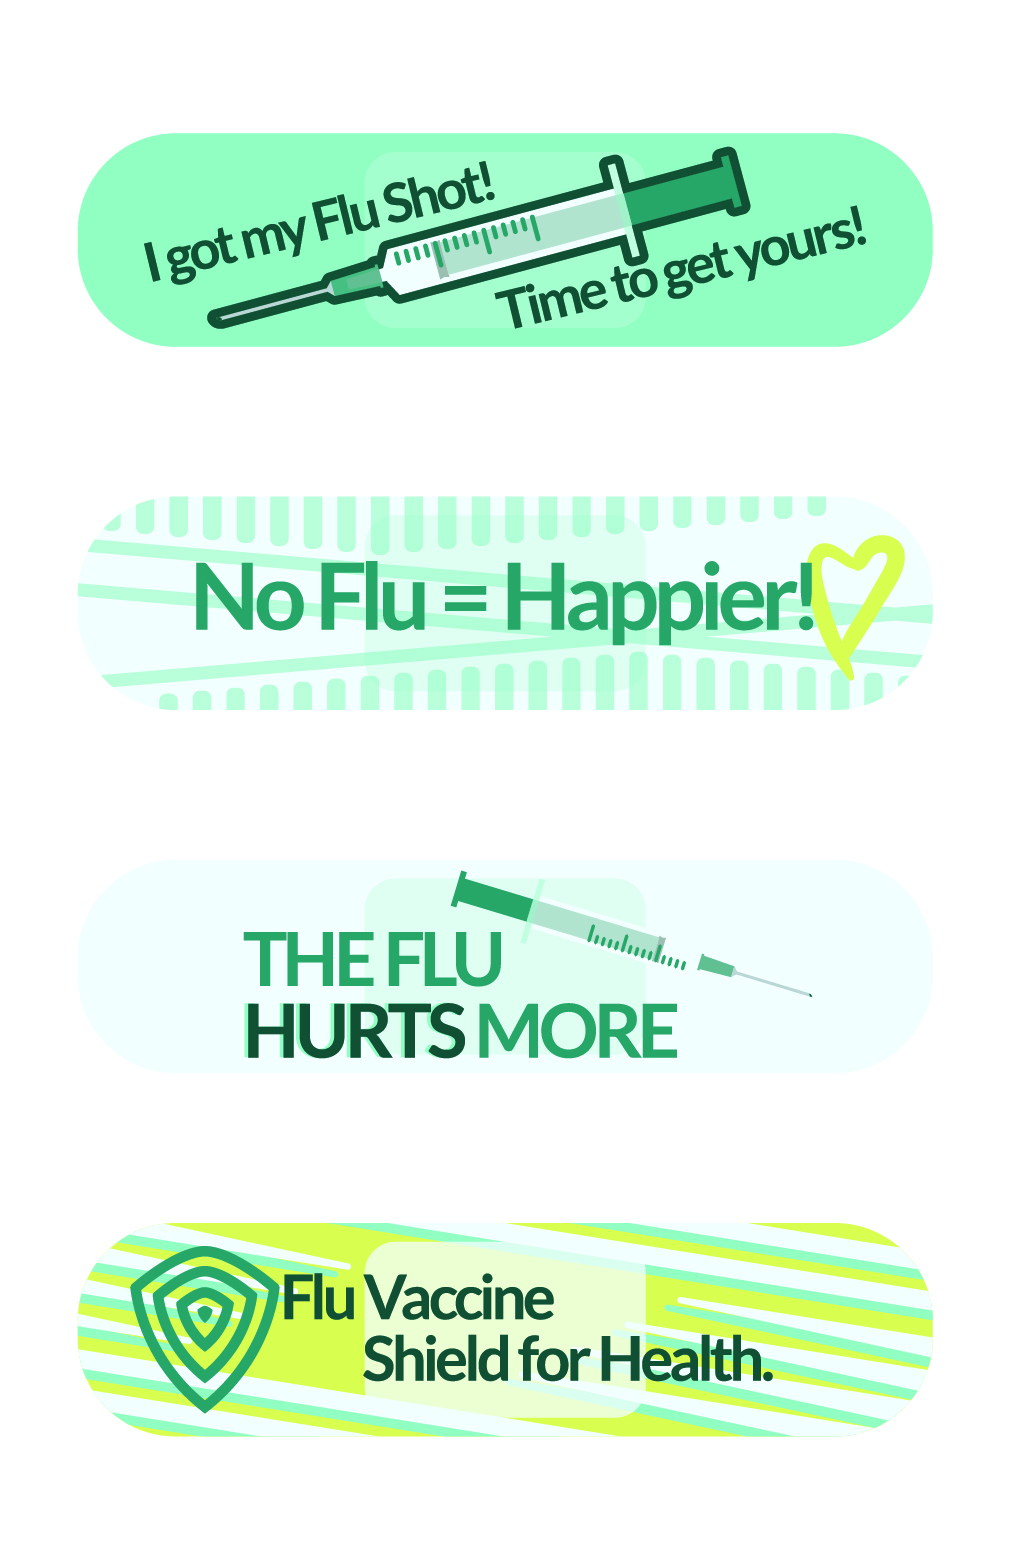 I got my Flu Shot!
Time to get yours!
No Flu = Happier!
THE FLU
HURTS MORE
Flu Vaccine
Shield for Health.